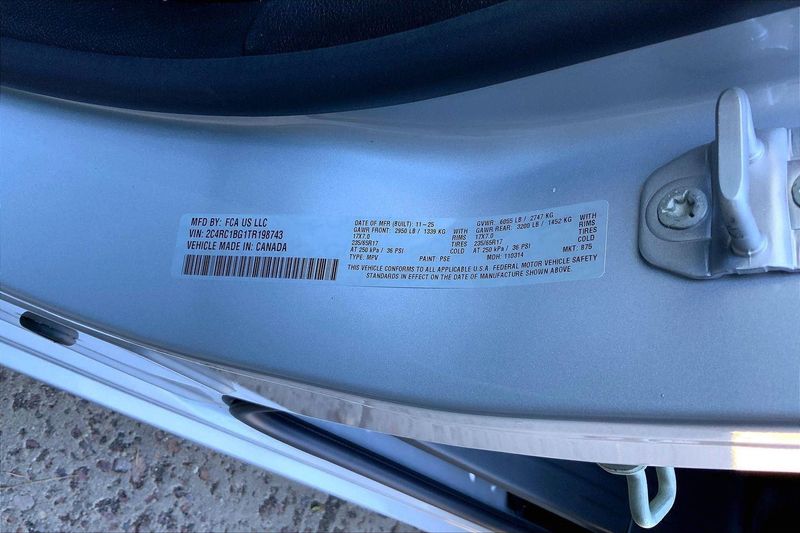 MFD BY: FCA US LLC
VIN: 2C4RC1BG1TR198743
VEHICLE MADE IN: CANADA
DATE OF MFR (BUILT): 11-25 GVWR: 6055 LB / 2747 KG
GAWR FRONT: 2950 LB / 1339 KG WITH GAWR REAR: 3200 LB / 1452 KG WITH
17X7.0 RIMS 17X7.0 RIMS
235/65R17 TIRES 235/65R17 TIRES
AT 250 kPa / 36 PSI COLD AT 250 kPa / 36 PSI COLD
TYPE: MPV PAINT: PSE MDH: 110314 MKT: 875
THIS VEHICLE CONFORMS TO ALL APPLICABLE U.S.A. FEDERAL MOTOR VEHICLE SAFETY
STANDARDS IN EFFECT ON THE DATE OF MANUFACTURE SHOWN ABOVE.